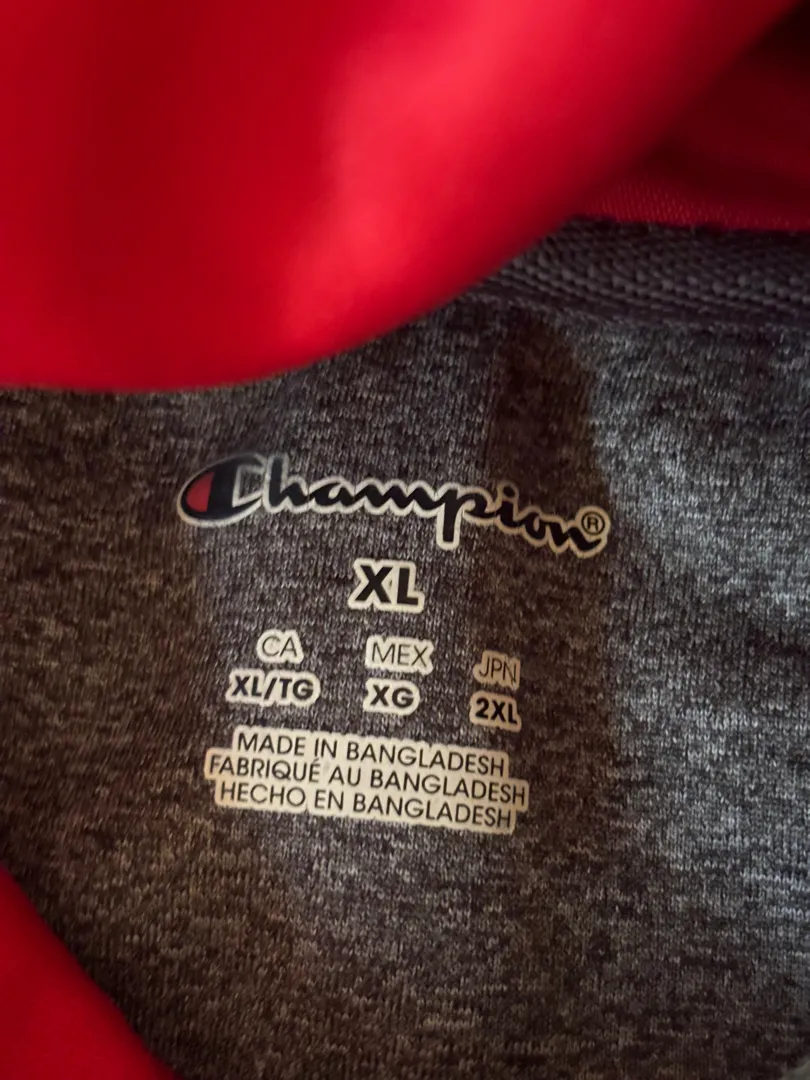 Champion®
XL
CA MEX JPN
XL/TG XG 2XL
MADE IN BANGLADESH
FABRIQUÉ AU BANGLADESH
HECHO EN BANGLADESH